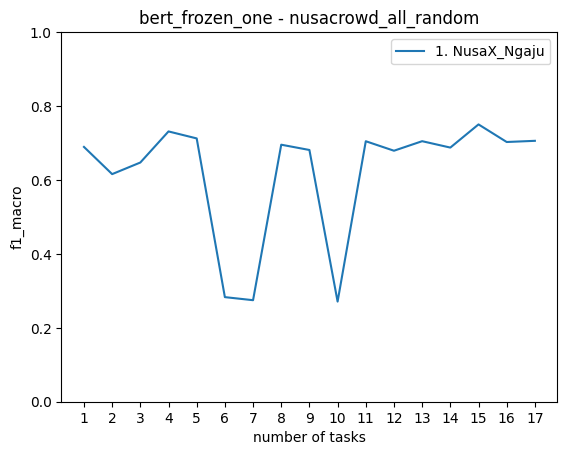 bert_frozen_one - nusacrowd_all_random
1. NusaX_Ngaju
f1_macro
1.0
0.8
0.6
0.4
0.2
0.0
1 2 3 4 5 6 7 8 9 10 11 12 13 14 15 16 17
number of tasks